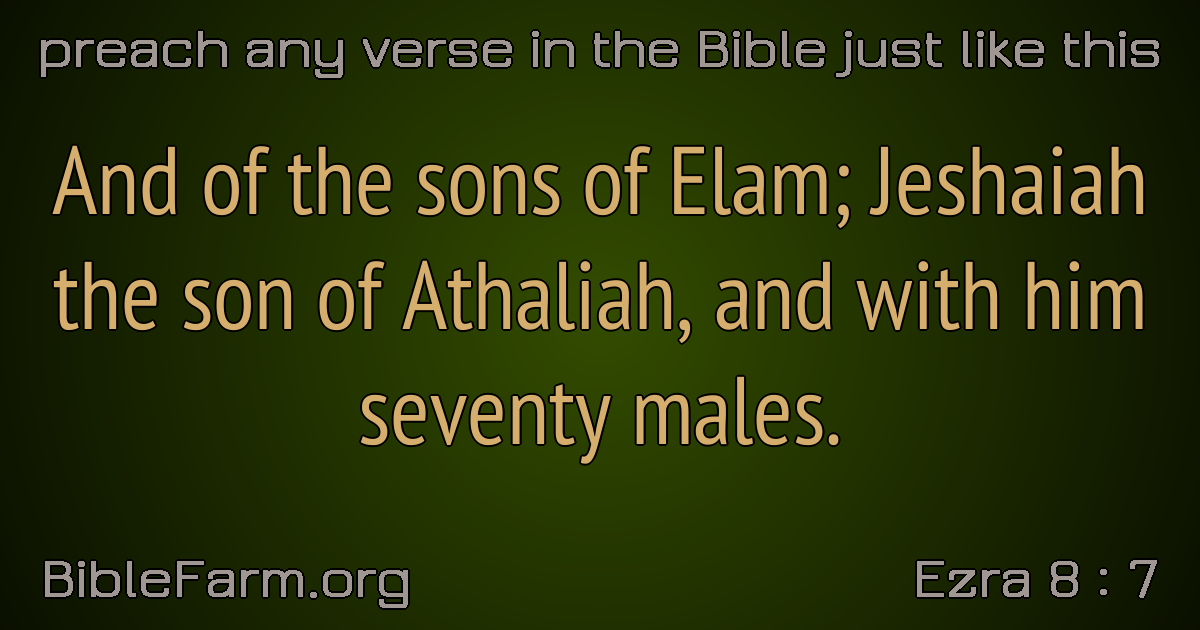 preach any verse in the Bible just like this
And of the sons of Elam; Jeshaiah
the son of Athaliah, and with him
seventy males.
BibleFarm.org
Ezra 8 : 7